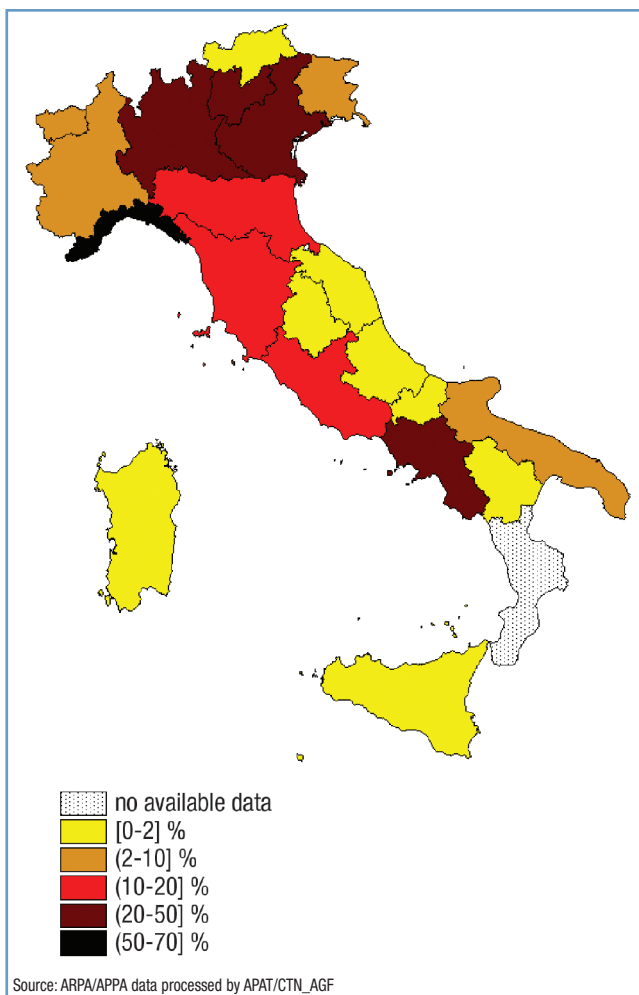 no available data
[0-2] %
(2-10] %
(10-20] %
(20-50] %
(50-70] %
Source: ARPA/APPA data processed by APAT/CTN_AGF